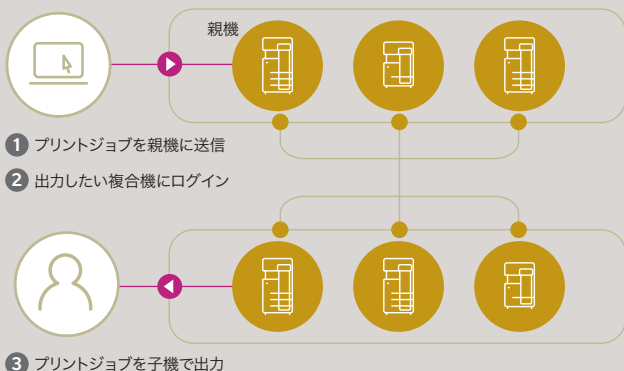 親機
1 プリントジョブを親機に送信
2 出力したい複合機にログイン
3 プリントジョブを子機で出力